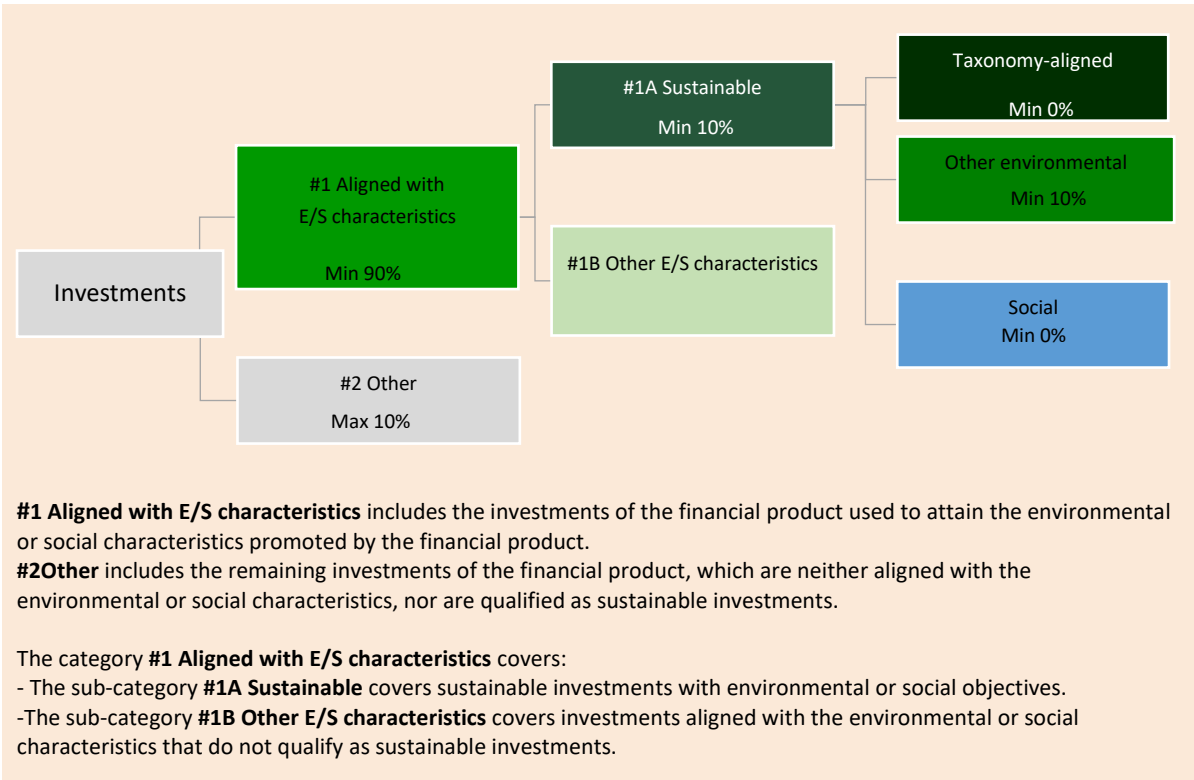 Investments
#1 Aligned with
E/S characteristics
Min 90%
#2 Other
Max 10%
#1A Sustainable
Min 10%
#1B Other E/S characteristics
Taxonomy-aligned
Min 0%
Other environmental
Min 10%
Social
Min 0%
#1 Aligned with E/S characteristics includes the investments of the financial product used to attain the environmental
or social characteristics promoted by the financial product.
#2Other includes the remaining investments of the financial product, which are neither aligned with the
environmental or social characteristics, nor are qualified as sustainable investments.
The category #1 Aligned with E/S characteristics covers:
- The sub-category #1A Sustainable covers sustainable investments with environmental or social objectives.
-The sub-category #1B Other E/S characteristics covers investments aligned with the environmental or social
characteristics that do not qualify as sustainable investments.